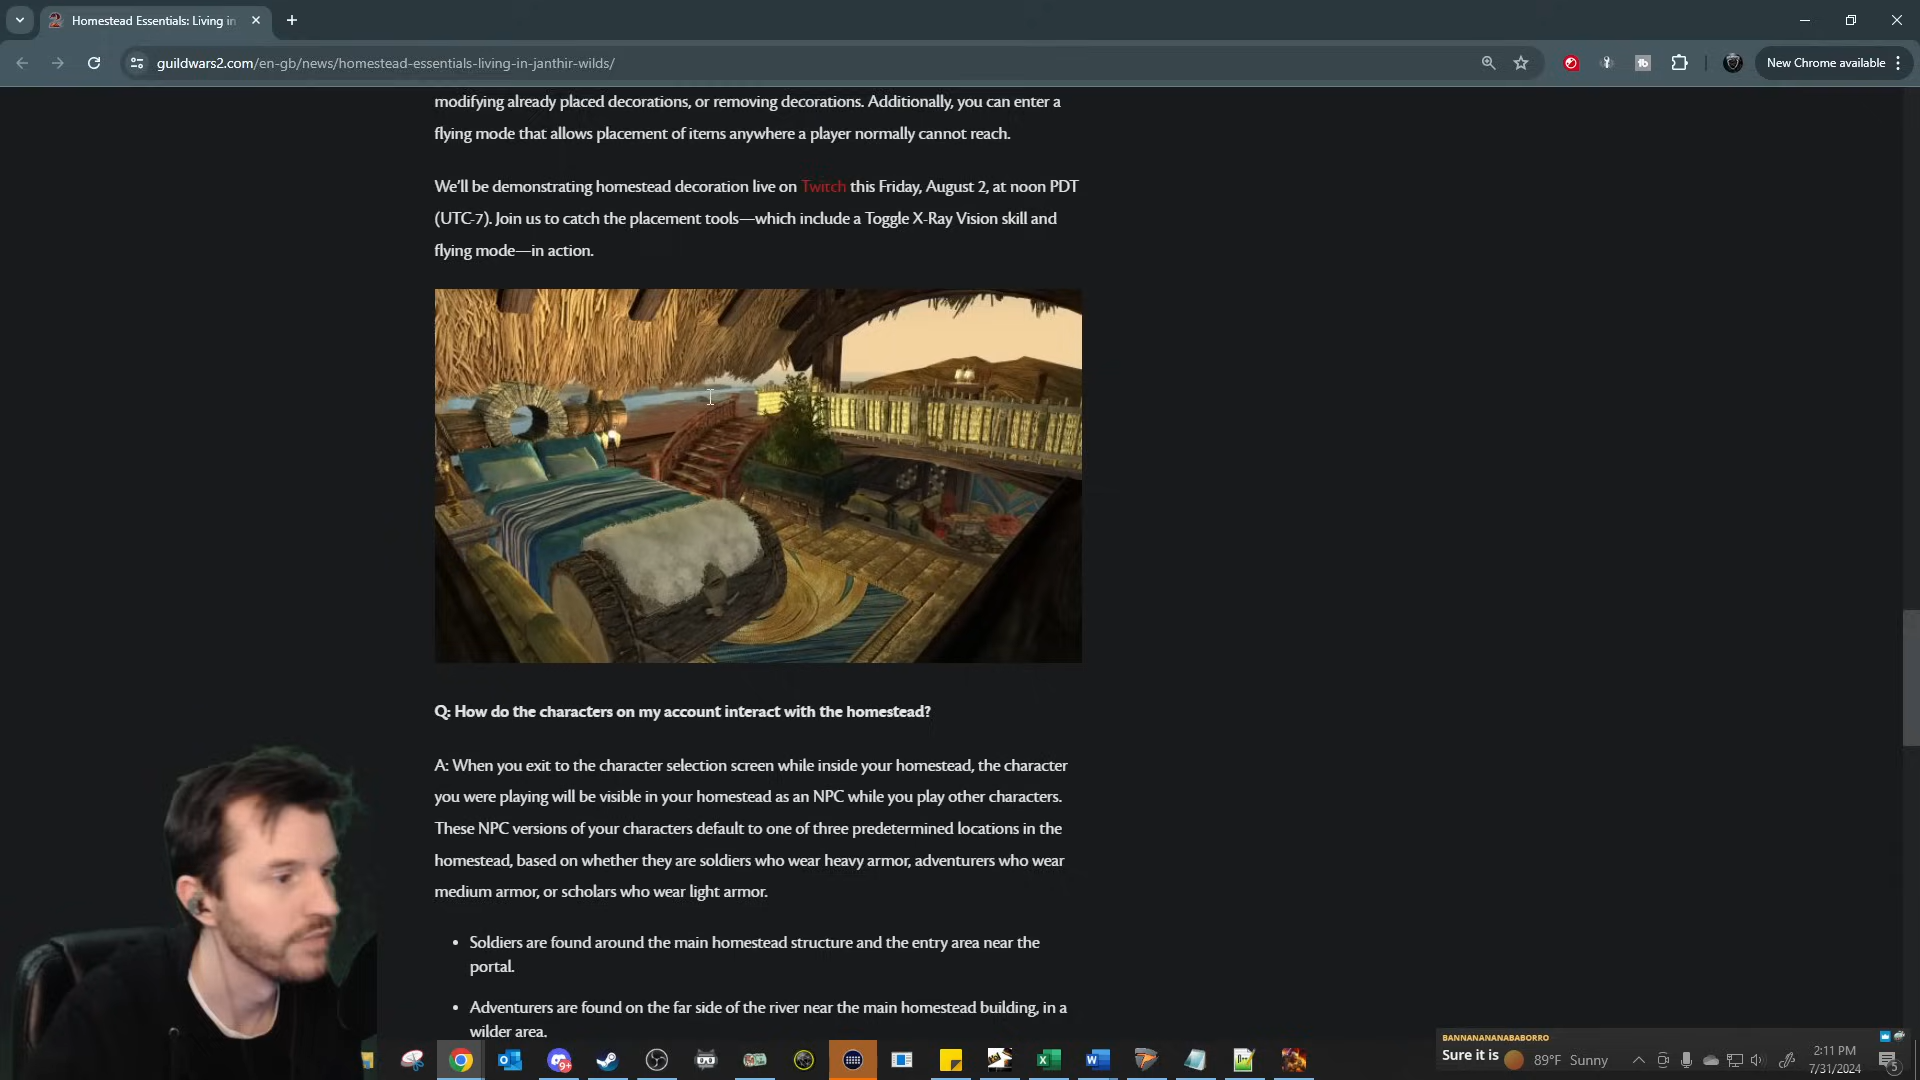 Homestead Essentials: Living in
guildwars2.com/en-gb/news/homestead-essentials-living-in-janthir-wilds/
New Chrome available
modifying already placed decorations, or removing decorations. Additionally, you can enter a
flying mode that allows placement of items anywhere a player normally cannot reach.
We'll be demonstrating homestead decoration live on Twitch this Friday, August 2, at noon PDT
(UTC-7). Join us to catch the placement tools—which include a Toggle X-Ray Vision skill and
flying mode—in action.
Q: How do the characters on my account interact with the homestead?
A: When you exit to the character selection screen while inside your homestead, the character
you were playing will be visible in your homestead as an NPC while you play other characters.
These NPC versions of your characters default to one of three predetermined locations in the
homestead, based on whether they are soldiers who wear heavy armor, adventurers who wear
medium armor, or scholars who wear light armor.
• Soldiers are found around the main homestead structure and the entry area near the
portal.
• Adventurers are found on the far side of the river near the main homestead building, in a
wilder area.
BANNANANANABABORRO
Sure it is
89°F Sunny
2:11 PM
7/31/2024
5